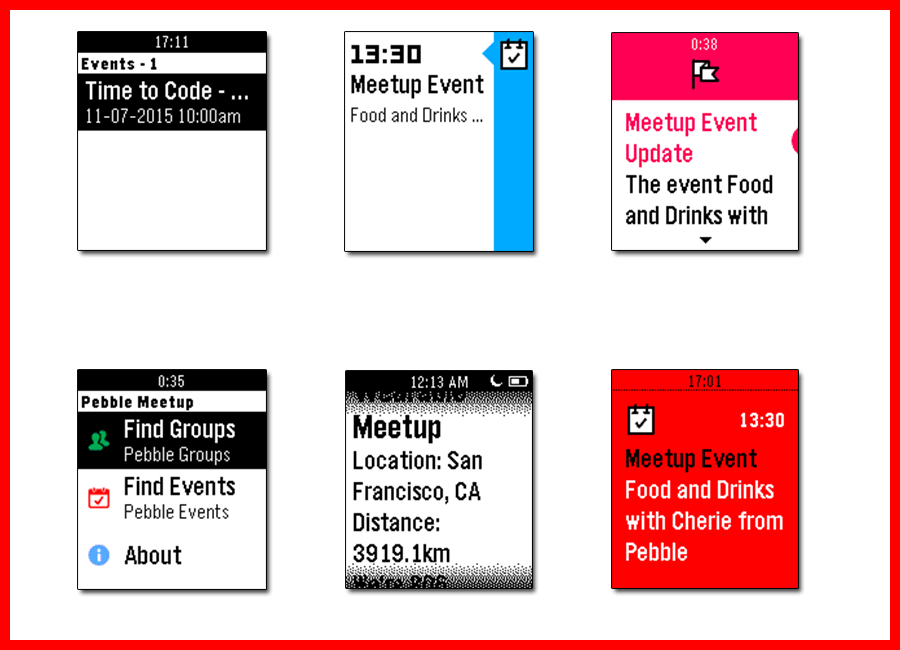 17:11
Events - 1
Time to Code - ...
11-07-2015 10:00am
13:30
Meetup Event
Food and Drinks ...
0:38
Meetup Event
Update
The event Food
and Drinks with
0:35
Pebble Meetup
Find Groups
Pebble Groups
Find Events
Pebble Events
About
12:13 AM
Meetup
Location: San
Francisco, CA
Distance:
3919.1km
17:01
13:30
Meetup Event
Food and Drinks
with Cherie from
Pebble